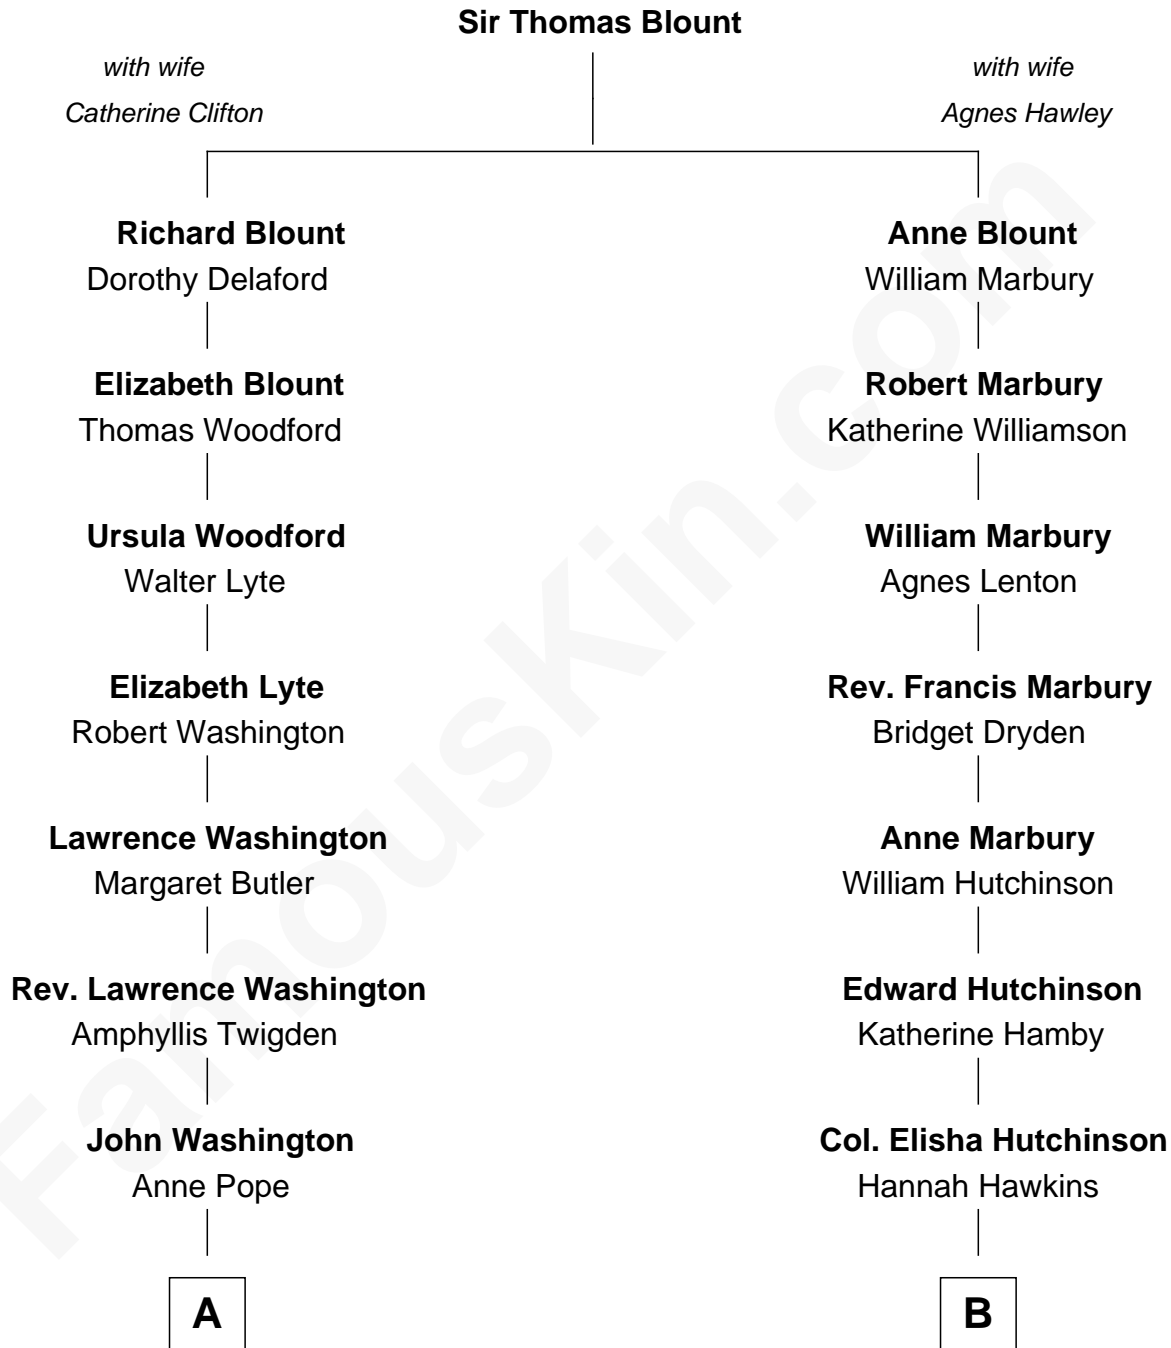 Sir Thomas Blount
with wife
Catherine Clifton
with wife
Agnes Hawley
Richard Blount
Dorothy Delaford
Anne Blount
William Marbury
Elizabeth Blount
Thomas Woodford
Robert Marbury
Katherine Williamson
Ursula Woodford
Walter Lyte
William Marbury
Agnes Lenton
Elizabeth Lyte
Robert Washington
Rev. Francis Marbury
Bridget Dryden
Lawrence Washington
Margaret Butler
Anne Marbury
William Hutchinson
Rev. Lawrence Washington
Amphyllis Twigden
Edward Hutchinson
Katherine Hamby
John Washington
Anne Pope
Col. Elisha Hutchinson
Hannah Hawkins
A
B
FamousKin.com